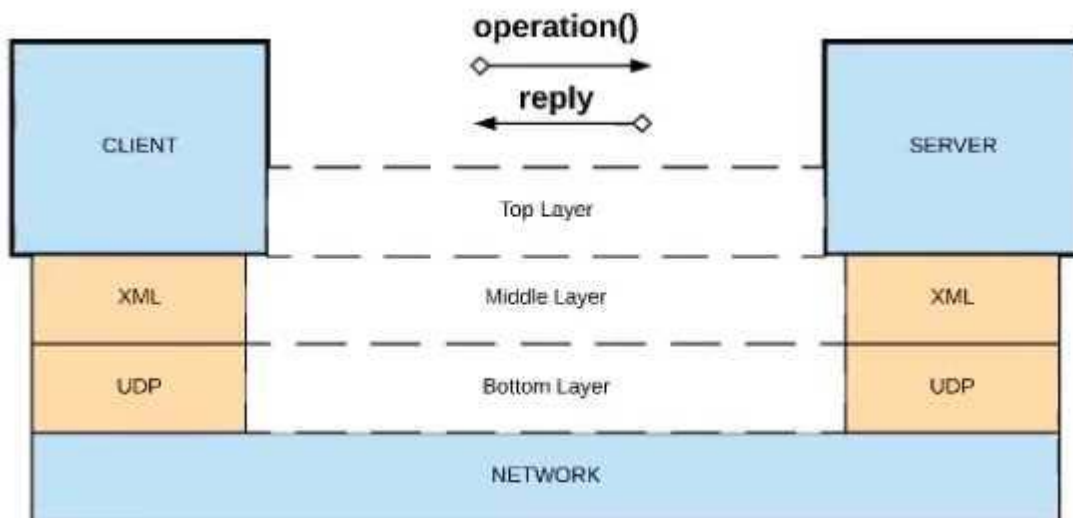 operation()
reply
CLIENT
SERVER
Top Layer
XML
Middle Layer
XML
UDP
Bottom Layer
UDP
NETWORK